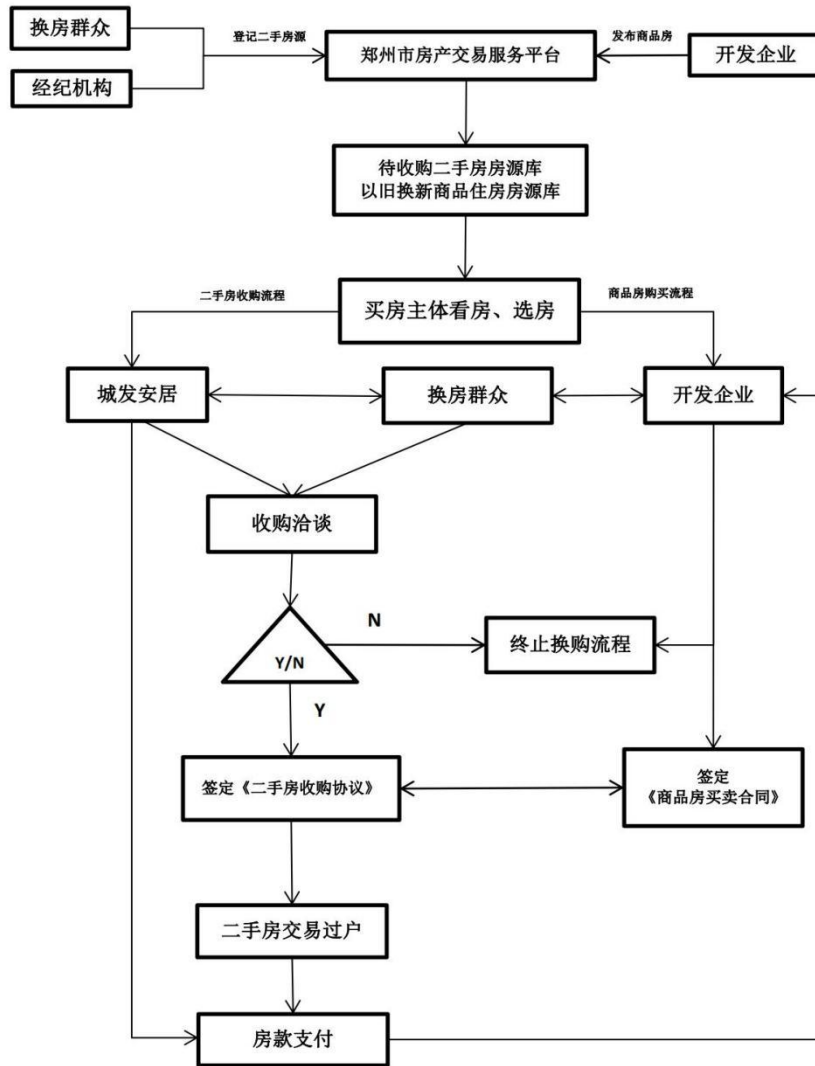 换房群众
登记二手房源
郑州市房产交易服务平台
发布商品房
开发企业
经纪机构
待收购二手房房源库
以旧换新商品住房房源库
二手房收购流程
买房主体看房、选房
商品房购买流程
城发安居
换房群众
开发企业
收购洽谈
N
终止换购流程
Y/N
Y
签定《二手房收购协议》
签定
《商品房买卖合同》
二手房交易过户
房款支付